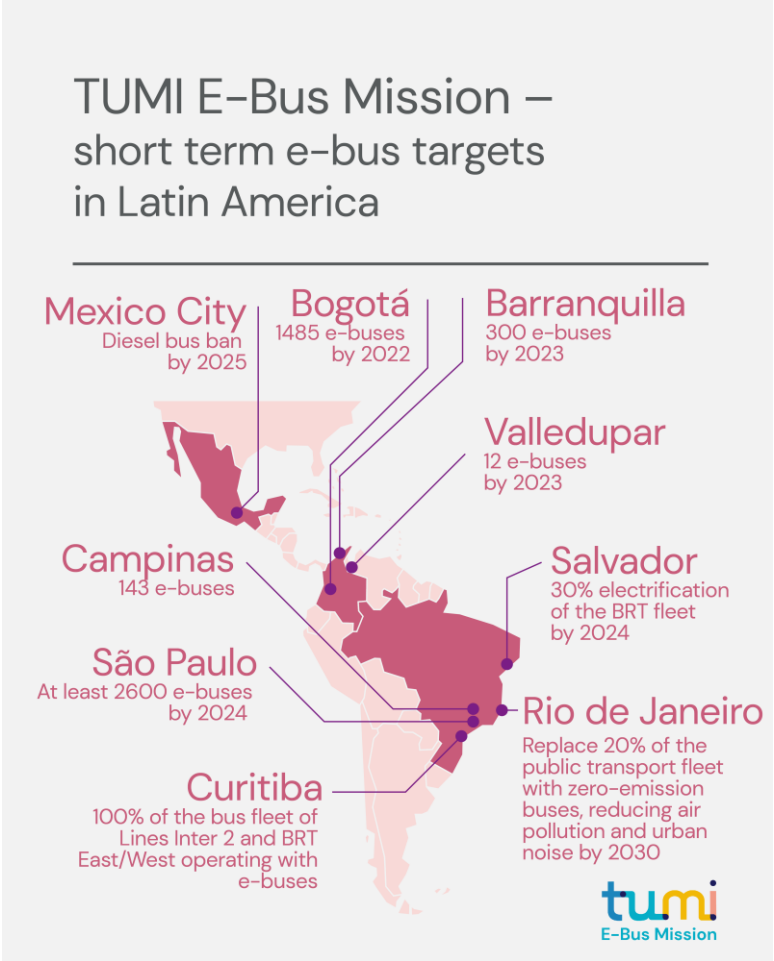 TUMI E-Bus Mission –
short term e-bus targets
in Latin America
Mexico City
Diesel bus ban
by 2025
Bogotá
1485 e-buses
by 2022
Barranquilla
300 e-buses
by 2023
Valledupar
12 e-buses
by 2023
Campinas
143 e-buses
Salvador
30% electrification
of the BRT fleet
by 2024
São Paulo
At least 2600 e-buses
by 2024
Rio de Janeiro
Replace 20% of the
public transport fleet
with zero-emission
buses, reducing air
pollution and urban
noise by 2030
Curitiba
100% of the bus fleet of
Lines Inter 2 and BRT
East/West operating with
e-buses
tumi
E-Bus Mission